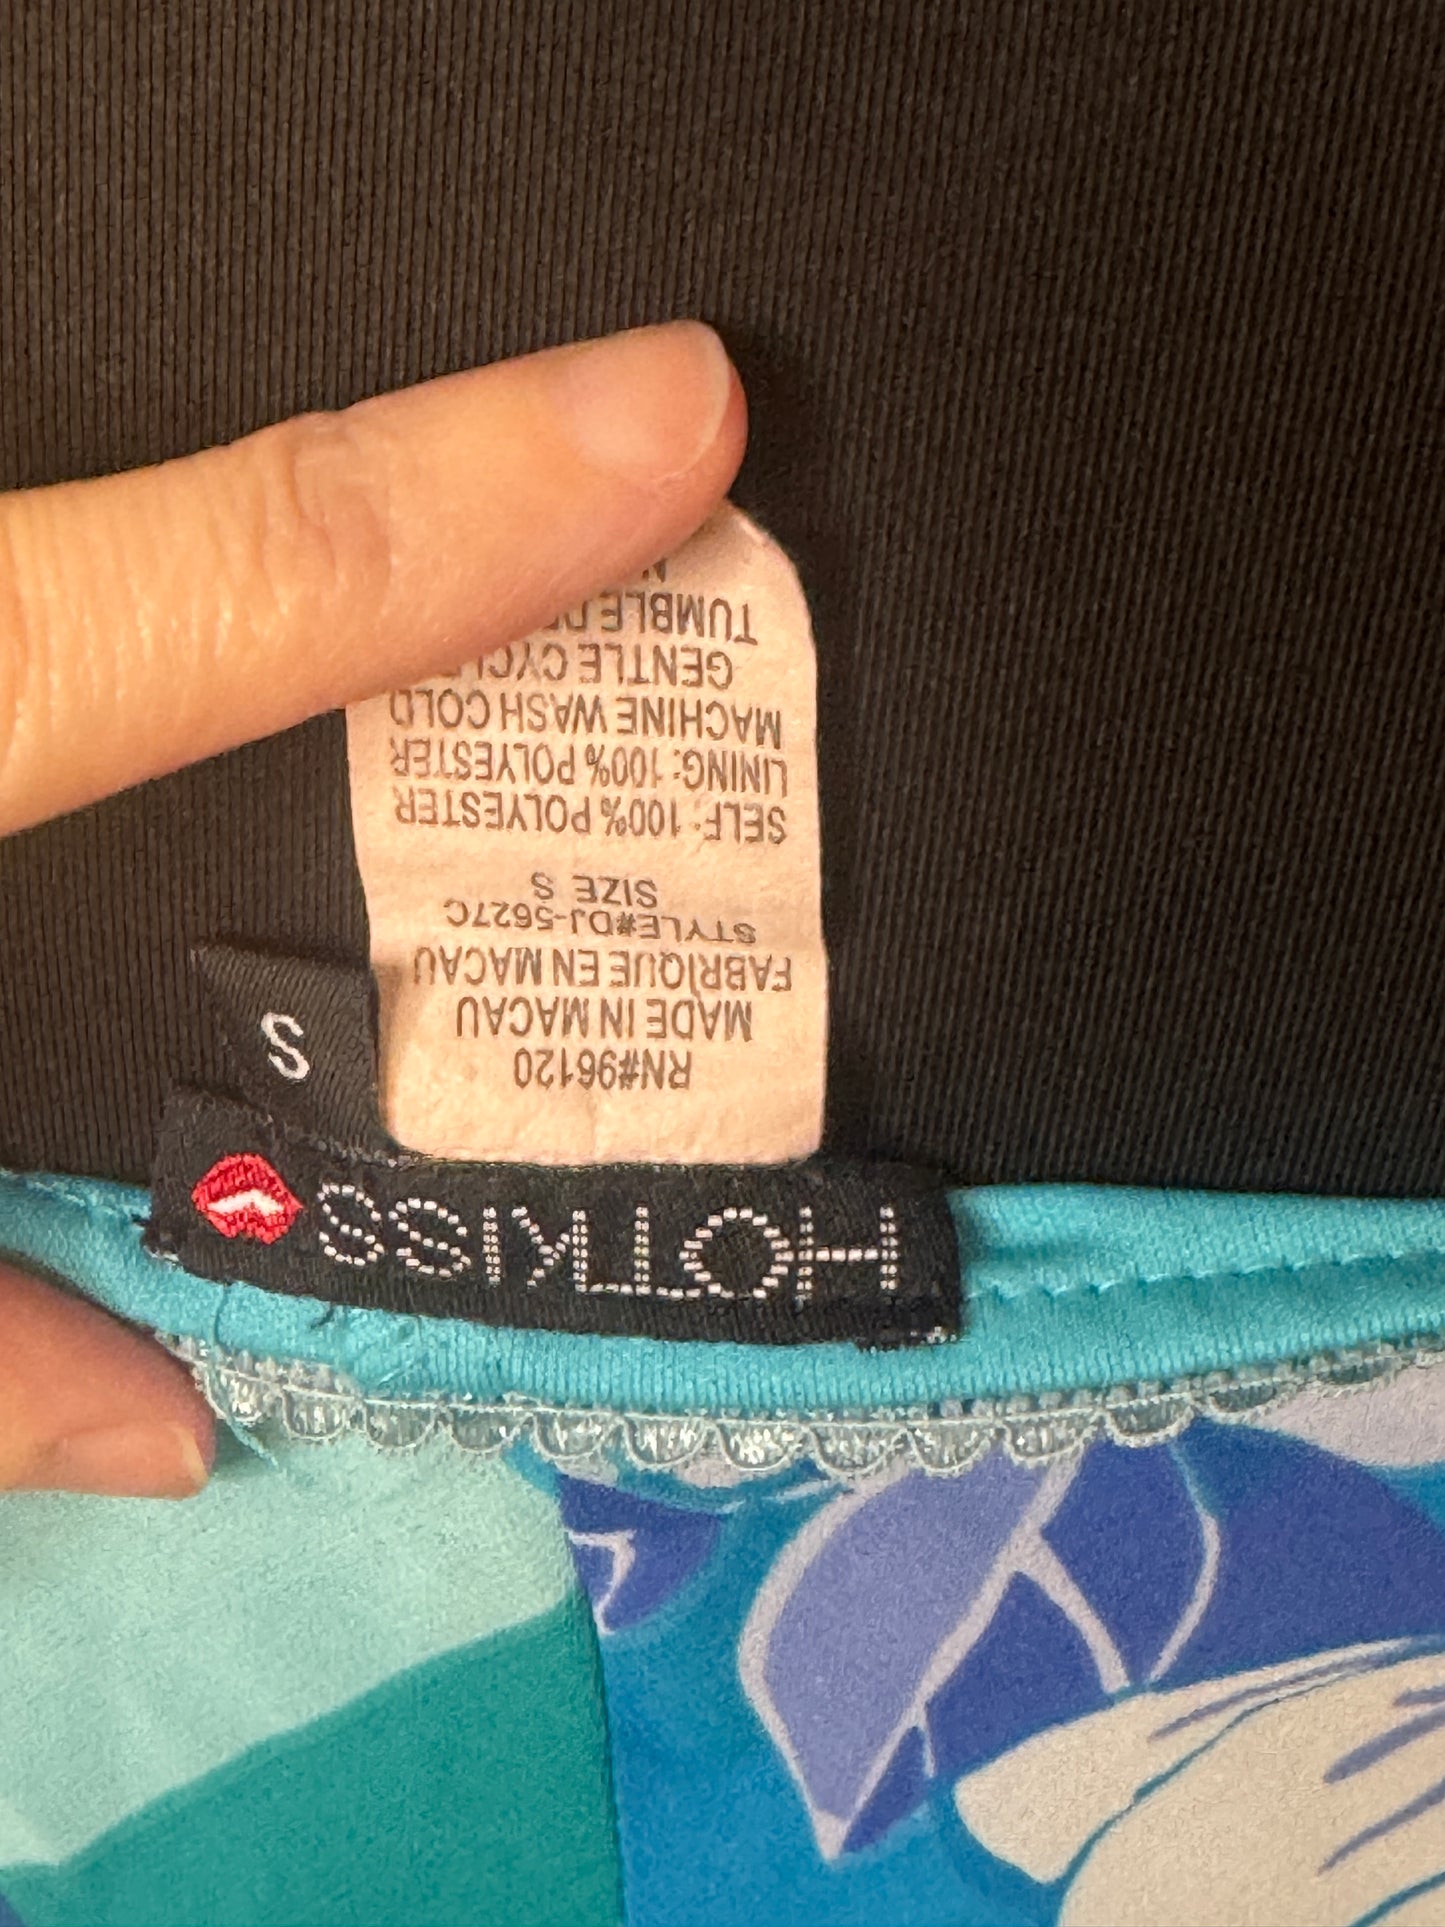 HOTKISS
S
RN#96120
MADE IN MACAU
FABRIQUE EN MACAU
STYLE#DJ-5627C
SIZE S
SELF: 100% POLYESTER
LINING: 100% POLYESTER
MACHINE WASH COLD
GENTLE
TUMBLE